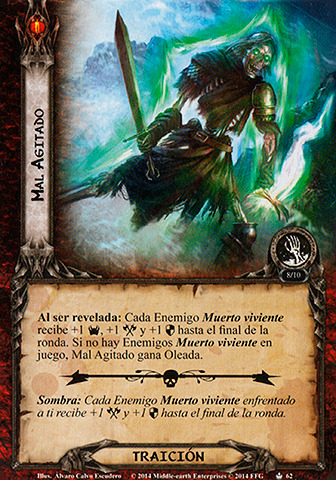 MAL AGITADO
8/10
Al ser revelada: Cada Enemigo Muerto viviente
recibe +1 , +1 y +1 hasta el final de la
ronda. Si no hay Enemigos Muerto viviente en
juego, Mal Agitado gana Oleada.
Sombra: Cada Enemigo Muerto viviente enfrentado
a ti recibe +1 y +1 hasta el final de la ronda.
TRAICIÓN
Illus. Álvaro Calvo Escudero © 2014 Middle-earth Enterprises © 2014 FFG 62